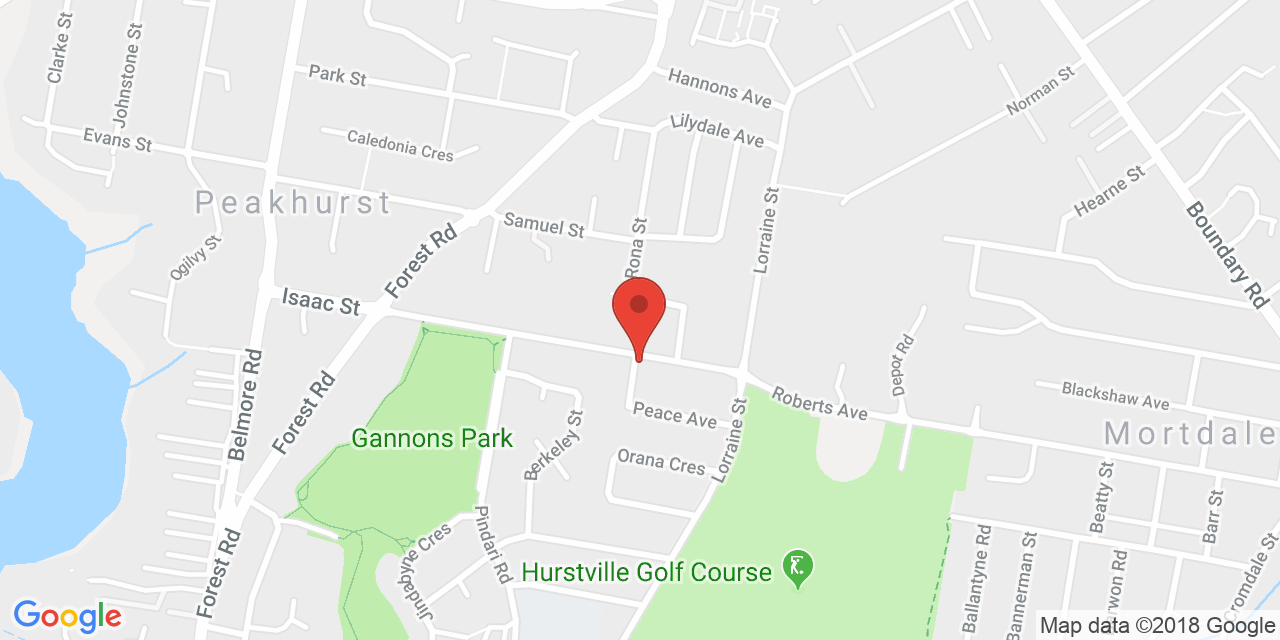 Clarke St
Johnstone St
Park St
Hannons Ave
Norman St
Evans St
Caledonia Cres
Lilydale Ave
Hearne St
Peakhurst
Samuel St
Rona St
Lorraine St
Boundary Rd
Ogilvy St
Forest Rd
Isaac St
Depot Rd
Belmore Rd
Forest Rd
Roberts Ave
Blackshaw Ave
Peace Ave
Lorraine St
Mortdale
Gannons Park
Berkeley St
Orana Cres
Beatty St
Barr St
Pindari Rd
Jindabyne Cres
Forest Rd
Hurstville Golf Course
Ballantyne Rd
Bannerman St
rwon Rd
Crondale St
Google
Map data ©2018 Google